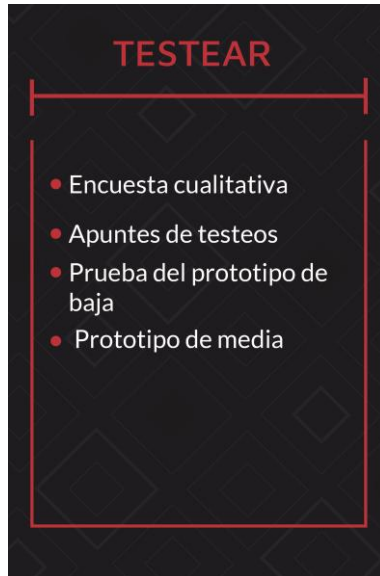 TESTEAR
Encuesta cualitativa
Apuntes de testeos
Prueba del prototipo de
baja
Prototipo de media